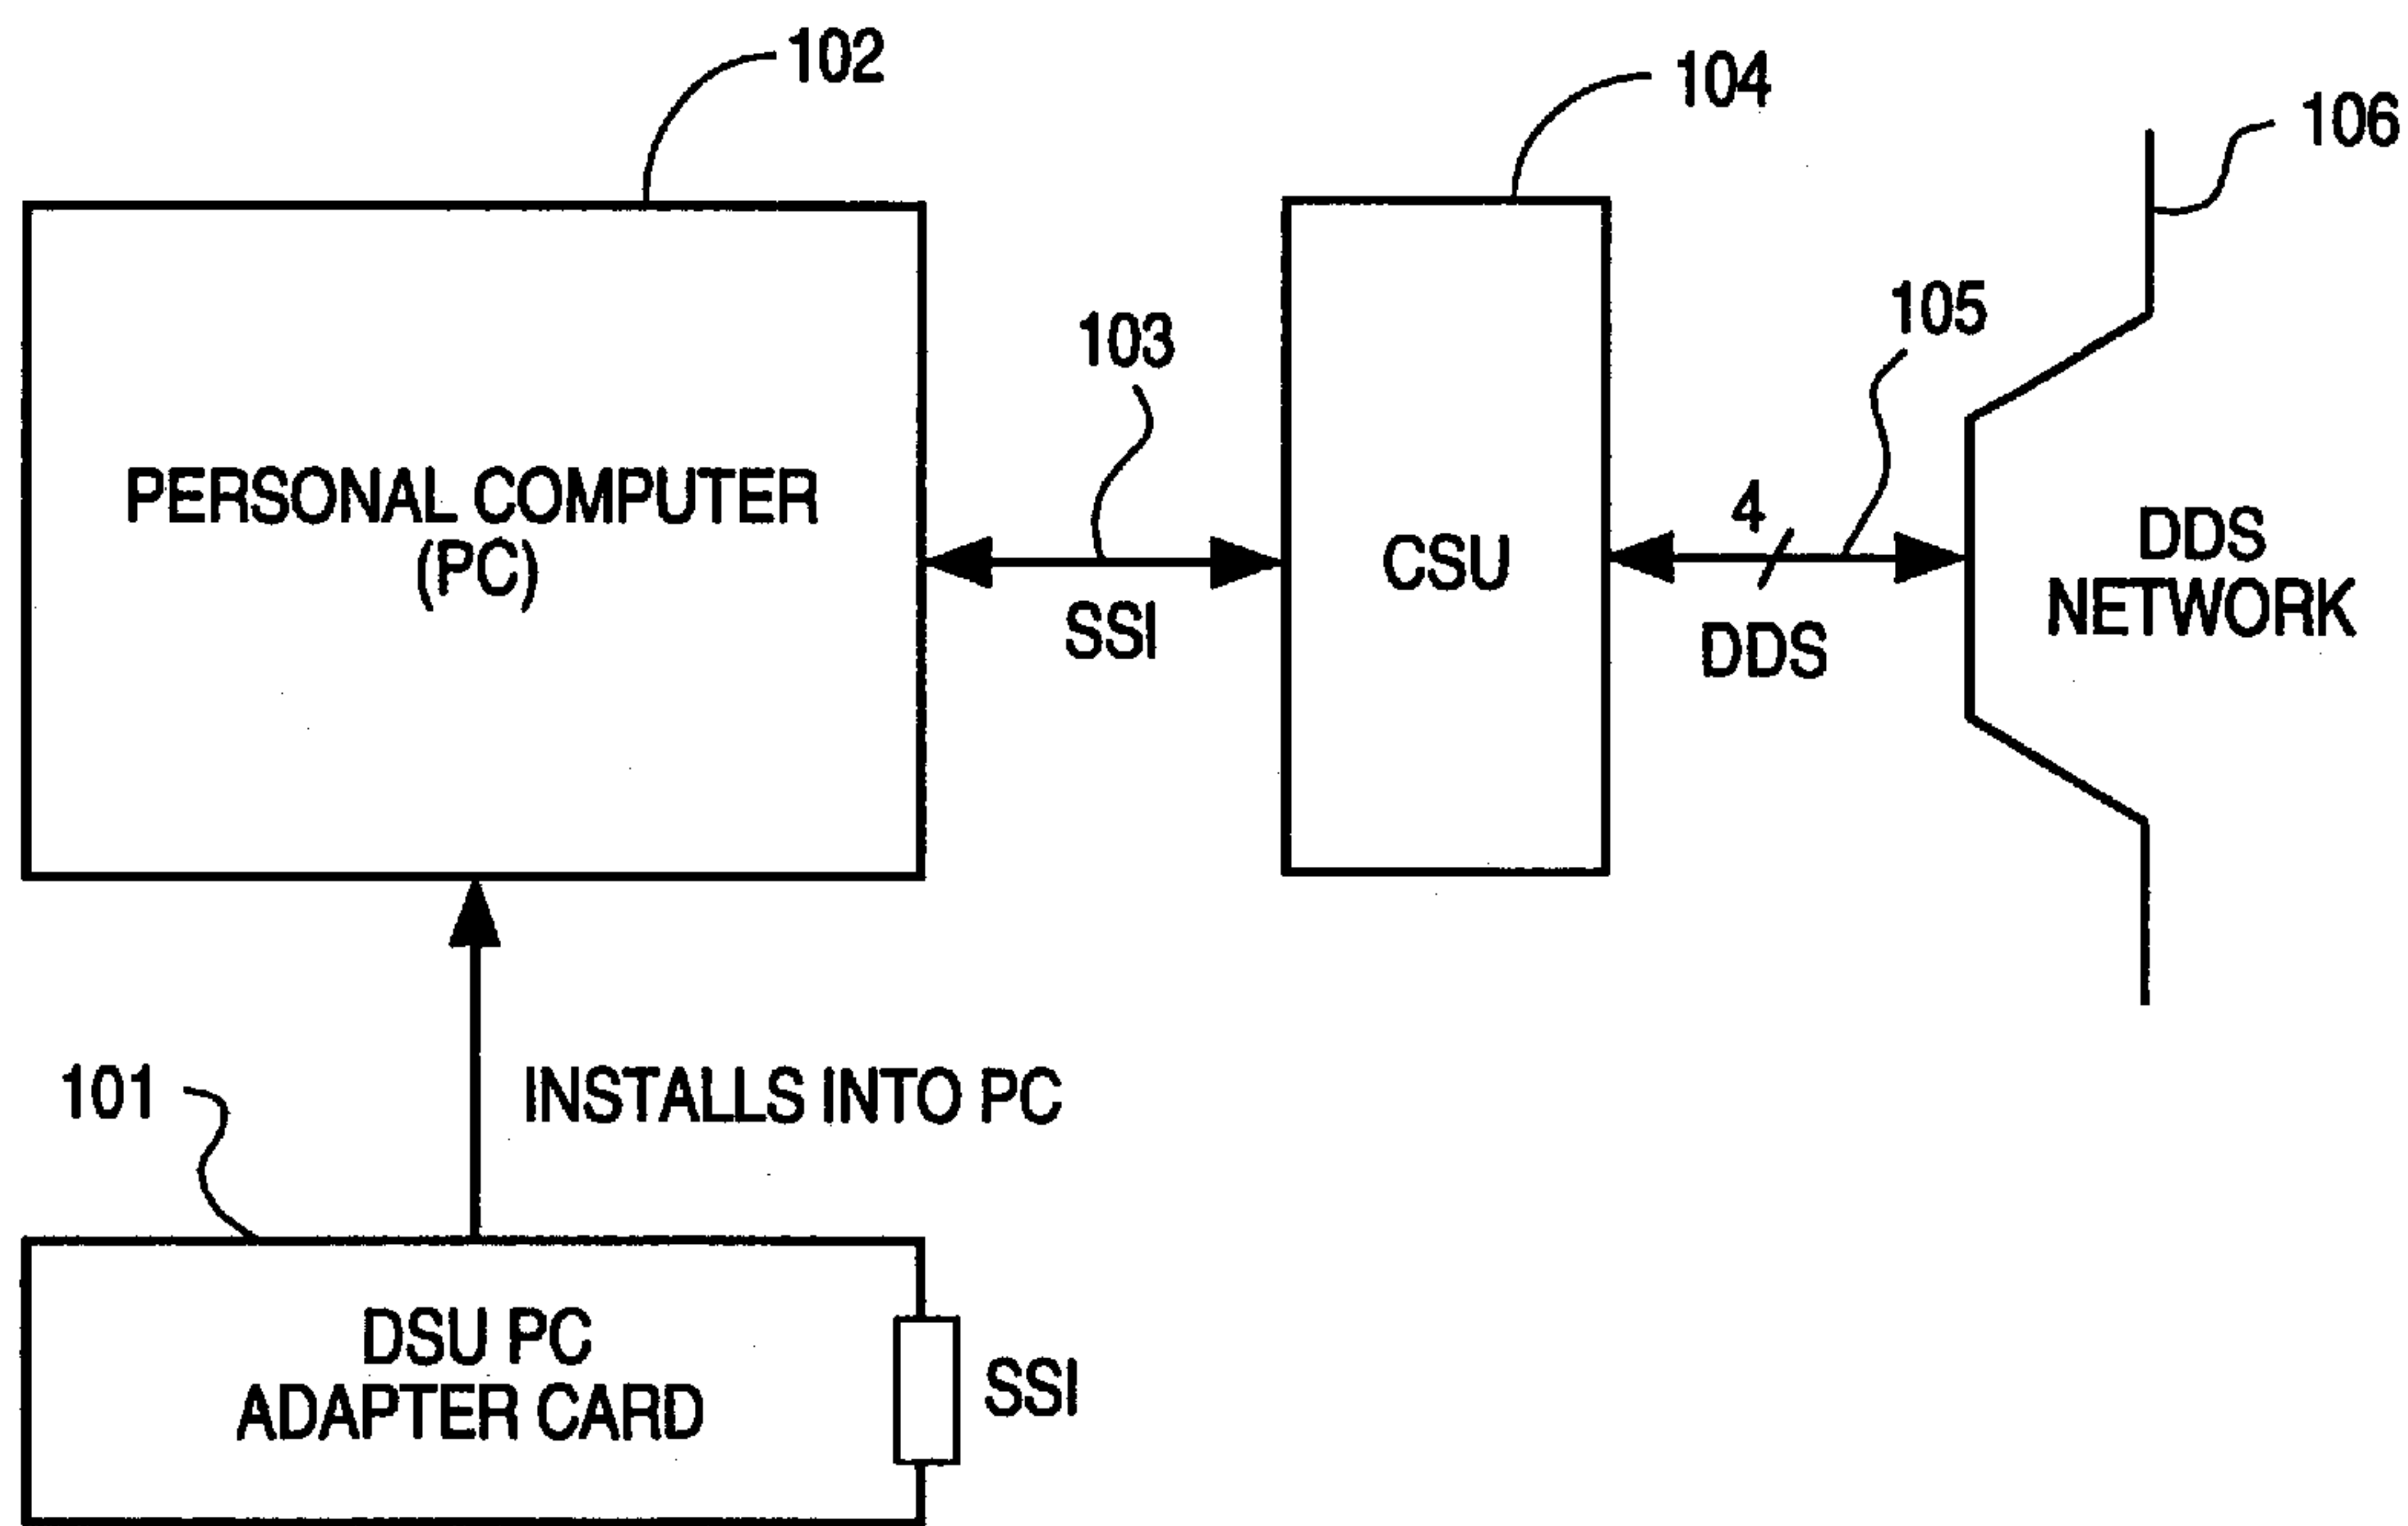 102
104
106
105
103
PERSONAL COMPUTER
(PC)
SSI
CSU
4
DDS
DDS
NETWORK
101
INSTALLS INTO PC
DSU PC
ADAPTER CARD
SSI